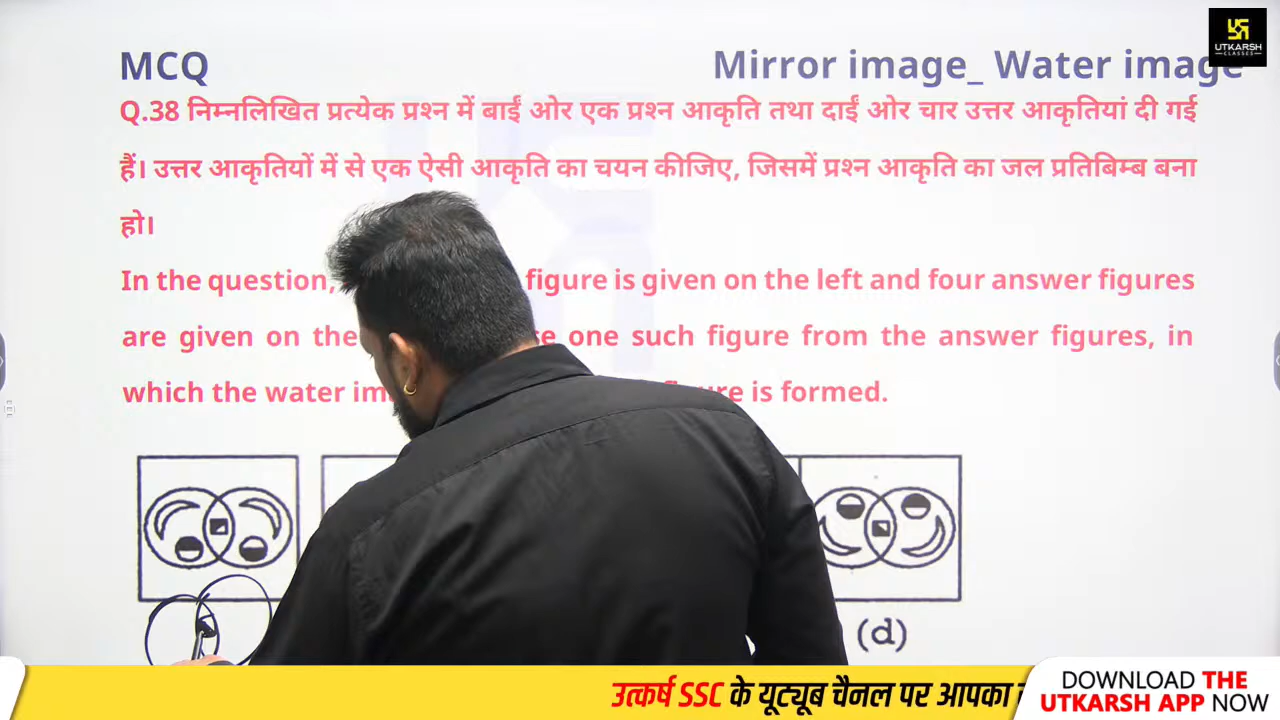 UTKARSH
CLASSES
MCQ
Mirror image_ Water image
Q.38 निम्नलिखित प्रत्येक प्रश्न में बाईं ओर एक प्रश्न आकृति तथा दाईं ओर चार उत्तर आकृतियां दी गई
हैं। उत्तर आकृतियों में से एक ऐसी आकृति का चयन कीजिए, जिसमें प्रश्न आकृति का जल प्रतिबिम्ब बना
हो।
In the question, figure is given on the left and four answer figures
are given on the one such figure from the answer figures, in
which the water is formed.
(d)
उत्कर्ष SSC के यूट्यूब चैनल पर आपका
DOWNLOAD THE
UTKARSH APP NOW